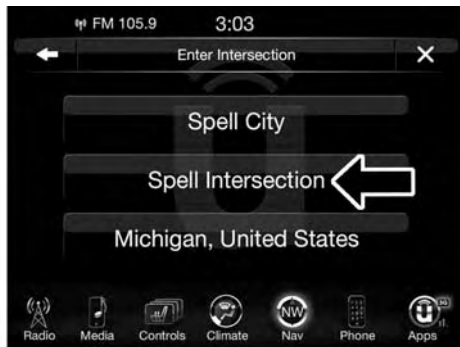 FM 105.9 3:03
Enter Intersection
Spell City
Spell Intersection
Michigan, United States
NW
Radio Media Controls Climate Nav Phone Apps